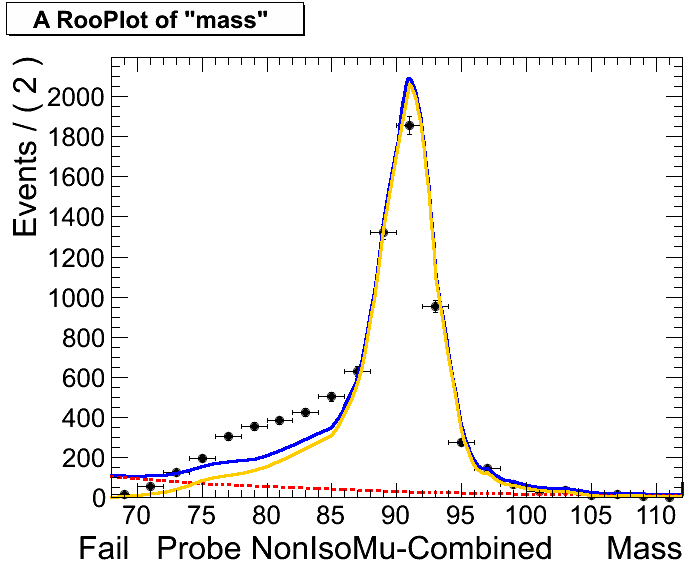 A RooPlot of "mass"
Events / ( 2 )
2000
1800
1600
1400
1200
1000
800
600
400
200
0
70 75 80 85 90 95 100 105 110
Fail Probe NonIsoMu-Combined Mass